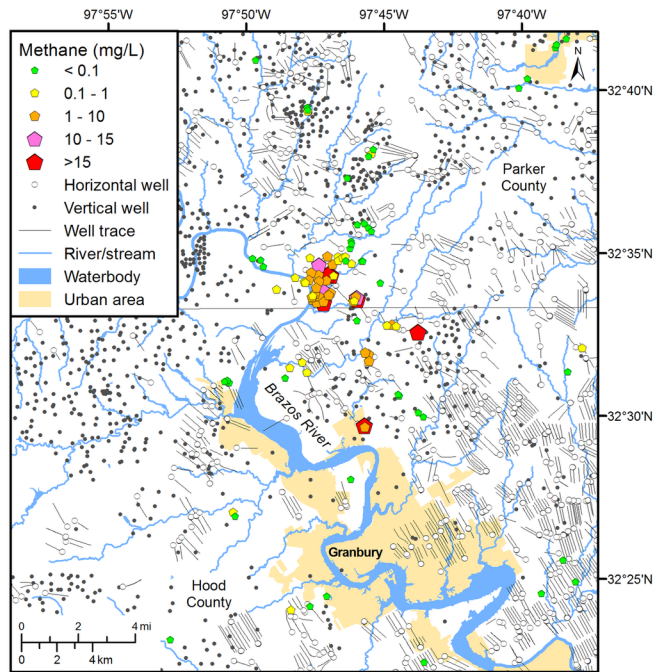 97°55'W 97°50'W 97°45'W 97°40'W
Methane (mg/L)
< 0.1
0.1 - 1
1 - 10
10 - 15
>15
Horizontal well
Vertical well
Well trace
River/stream
Waterbody
Urban area
N
32°40'N
Parker
County
32°35'N
Brazos River
32°30'N
Granbury
Hood
County
32°25'N
0 2 4 mi
0 2 4 km